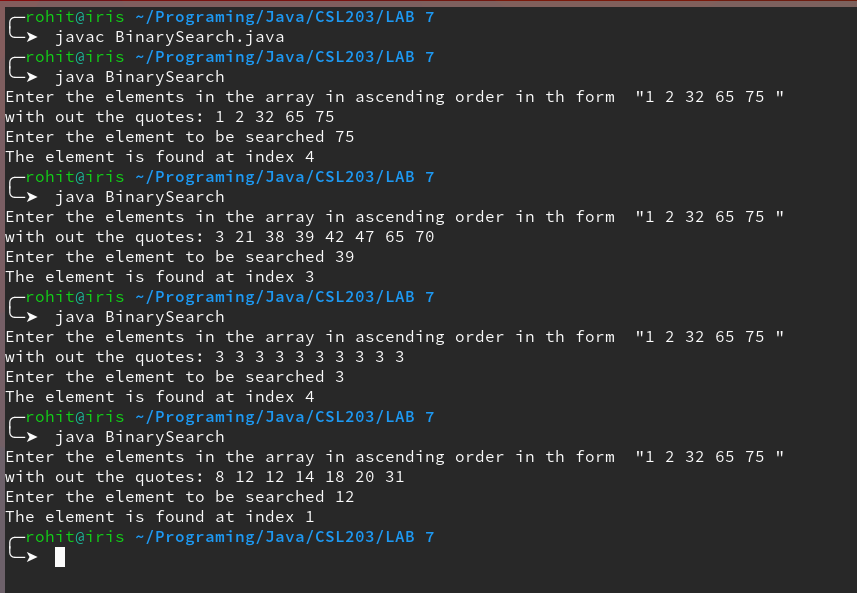 rohit@iris ~/Programing/Java/CSL203/LAB 7
javac BinarySearch.java
rohit@iris ~/Programing/Java/CSL203/LAB 7
java BinarySearch
Enter the elements in the array in ascending order in th form  "1 2 32 65 75 "
with out the quotes: 1 2 32 65 75
Enter the element to be searched 75
The element is found at index 4
rohit@iris ~/Programing/Java/CSL203/LAB 7
java BinarySearch
Enter the elements in the array in ascending order in th form  "1 2 32 65 75 "
with out the quotes: 3 21 38 39 42 47 65 70
Enter the element to be searched 39
The element is found at index 3
rohit@iris ~/Programing/Java/CSL203/LAB 7
java BinarySearch
Enter the elements in the array in ascending order in th form  "1 2 32 65 75 "
with out the quotes: 3 3 3 3 3 3 3 3 3 3
Enter the element to be searched 3
The element is found at index 4
rohit@iris ~/Programing/Java/CSL203/LAB 7
java BinarySearch
Enter the elements in the array in ascending order in th form  "1 2 32 65 75 "
with out the quotes: 8 12 12 14 18 20 31
Enter the element to be searched 12
The element is found at index 1
rohit@iris ~/Programing/Java/CSL203/LAB 7